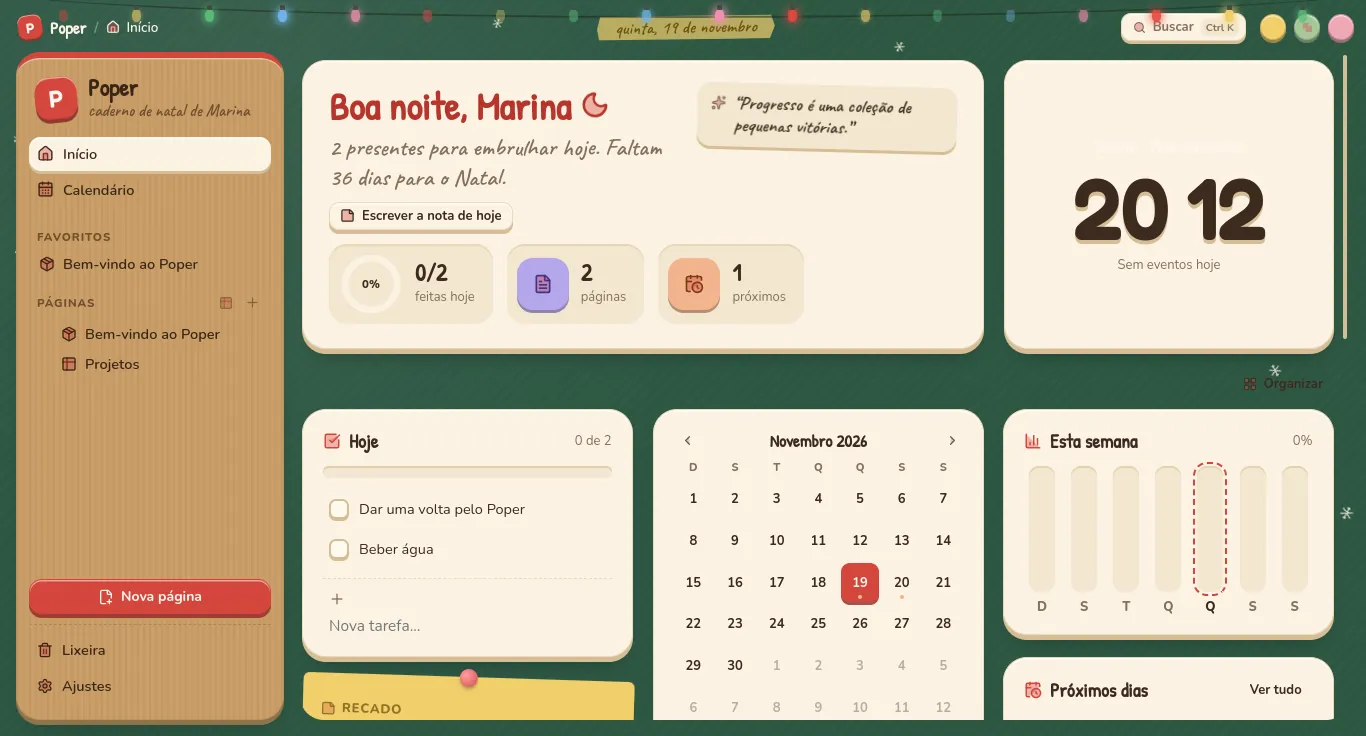 P Poper / Início
quinta, 19 de novembro
Buscar Ctrl K
P Poper
caderno de natal de Marina
Início
Calendário
FAVORITOS
Bem-vindo ao Poper
PÁGINAS
Bem-vindo ao Poper
Projetos
Nova página
Lixeira
Ajustes
Boa noite, Marina
2 presentes para embrulhar hoje. Faltam
36 dias para o Natal.
"Progresso é uma coleção de
pequenas vitórias."
Escrever a nota de hoje
0%
0/2
feitas hoje
2
páginas
1
próximos
20 12
Sem eventos hoje
Organizar
Hoje 0 de 2
Dar uma volta pelo Poper
Beber água
+
Nova tarefa...
RECADO
Novembro 2026
D S T Q Q S S
1 2 3 4 5 6 7
8 9 10 11 12 13 14
15 16 17 18 19 20 21
22 23 24 25 26 27 28
29 30 1 2 3 4 5
6 7 8 9 10 11 12
Esta semana 0%
D S T Q Q S S
Próximos dias Ver tudo